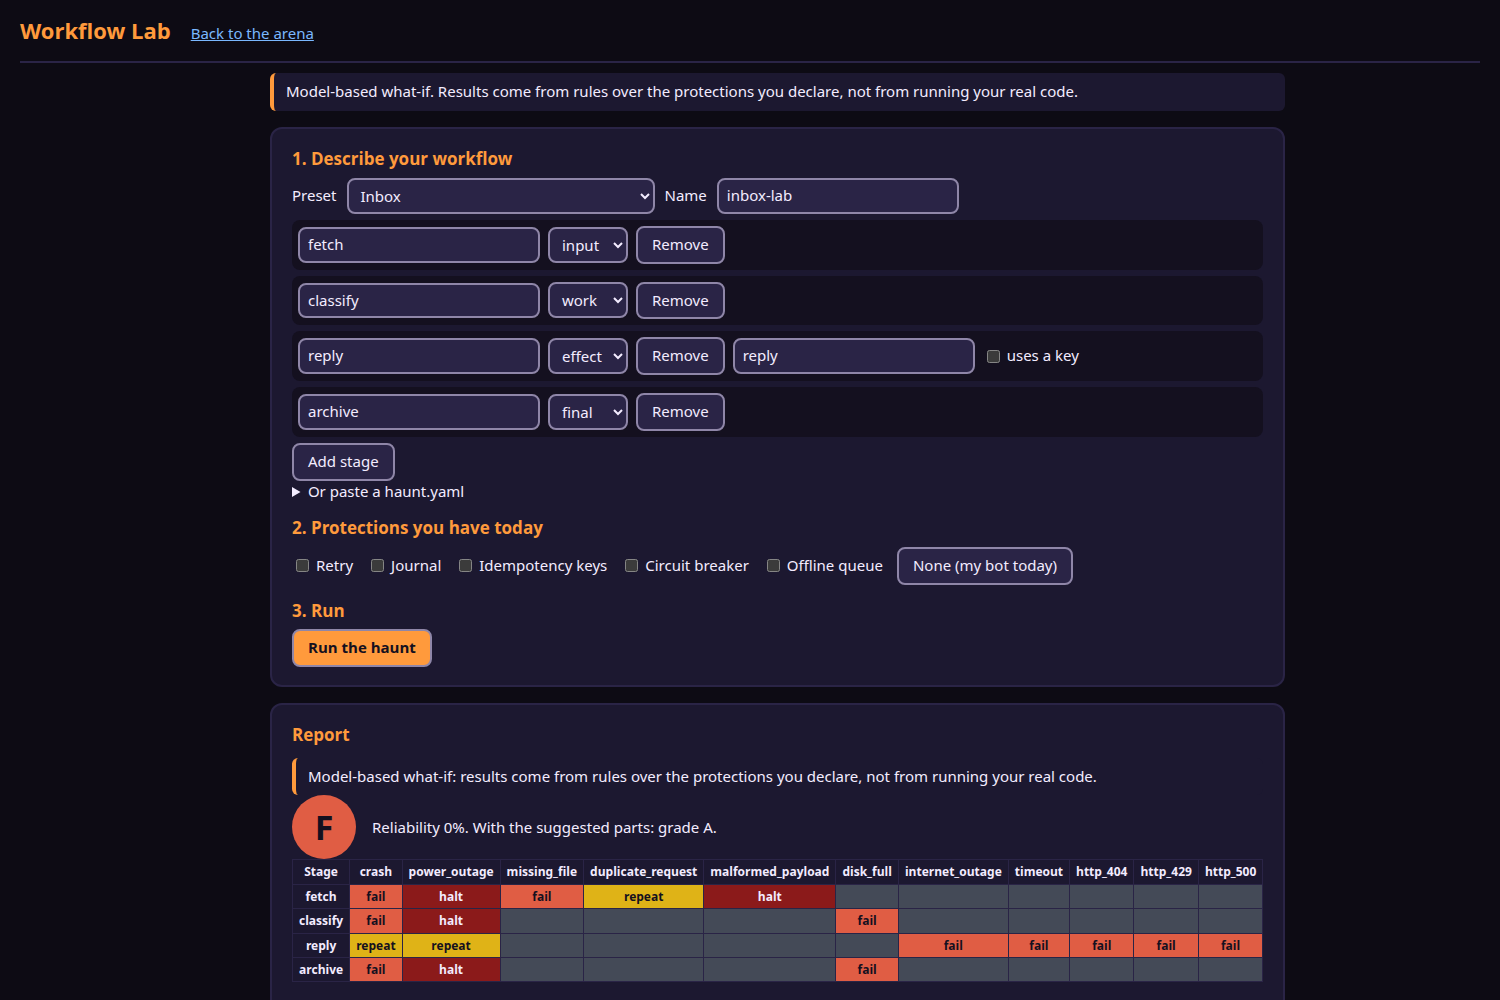 Workflow Lab Back to the arena
Model-based what-if. Results come from rules over the protections you declare, not from running your real code.
1. Describe your workflow
Preset Inbox Name inbox-lab
fetch input Remove
classify work Remove
reply effect Remove reply uses a key
archive final Remove
Add stage
Or paste a haunt.yaml
2. Protections you have today
Retry Journal Idempotency keys Circuit breaker Offline queue None (my bot today)
3. Run
Run the haunt
Report
Model-based what-if: results come from rules over the protections you declare, not from running your real code.
F Reliability 0%. With the suggested parts: grade A.
Stage crash power_outage missing_file duplicate_request malformed_payload disk_full internet_outage timeout http_404 http_429 http_500
fetch fail halt fail repeat halt
classify fail halt fail
reply repeat repeat fail fail fail fail fail
archive fail halt fail